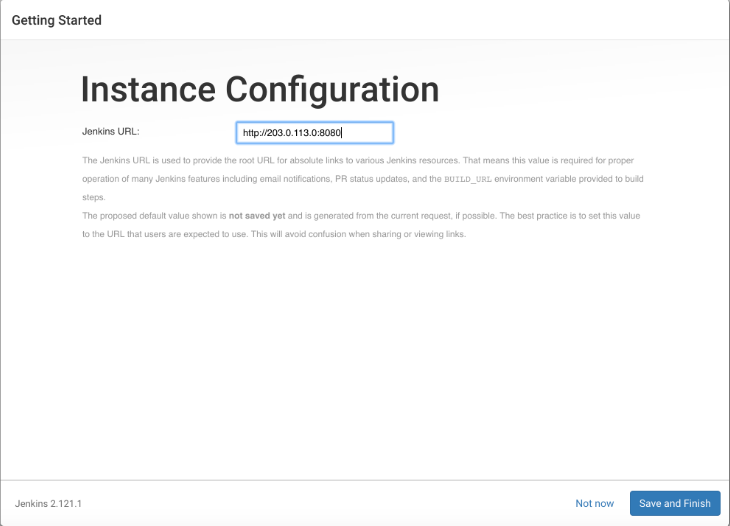 Getting Started
Instance Configuration
Jenkins URL: http://203.0.113.0:8080
The Jenkins URL is used to provide the root URL for absolute links to various Jenkins resources. That means this value is required for proper
operation of many Jenkins features including email notifications, PR status updates, and the BUILD_URL environment variable provided to build
steps.
The proposed default value shown is not saved yet and is generated from the current request, if possible. The best practice is to set this value
to the URL that users are expected to use. This will avoid confusion when sharing or viewing links.
Jenkins 2.121.1 Not now Save and Finish